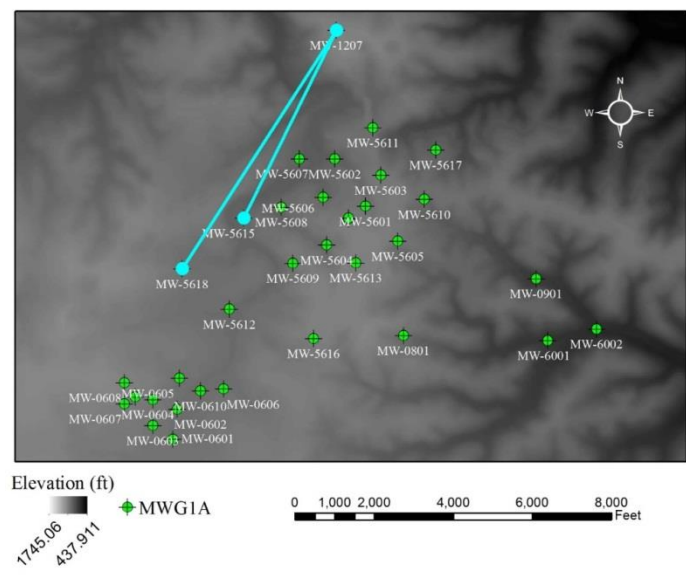 MW-1207
N
W E
S
MW-5611
MW-5617
MW-5607 MW-5602
MW-5603
MW-5606
MW-5610
MW-5608
MW-5601
MW-5615
MW-5604
MW-5605
MW-5609
MW-5613
MW-5618
MW-0901
MW-5612
MW-5616
MW-0801
MW-6001
MW-6002
MW-0608
MW-0605
MW-0610
MW-0606
MW-0607
MW-0604
MW-0602
MW-0603
MW-0601
Elevation (ft)
1745.06
437.911
MWG1A
0 1,000 2,000 4,000 6,000 8,000
Feet